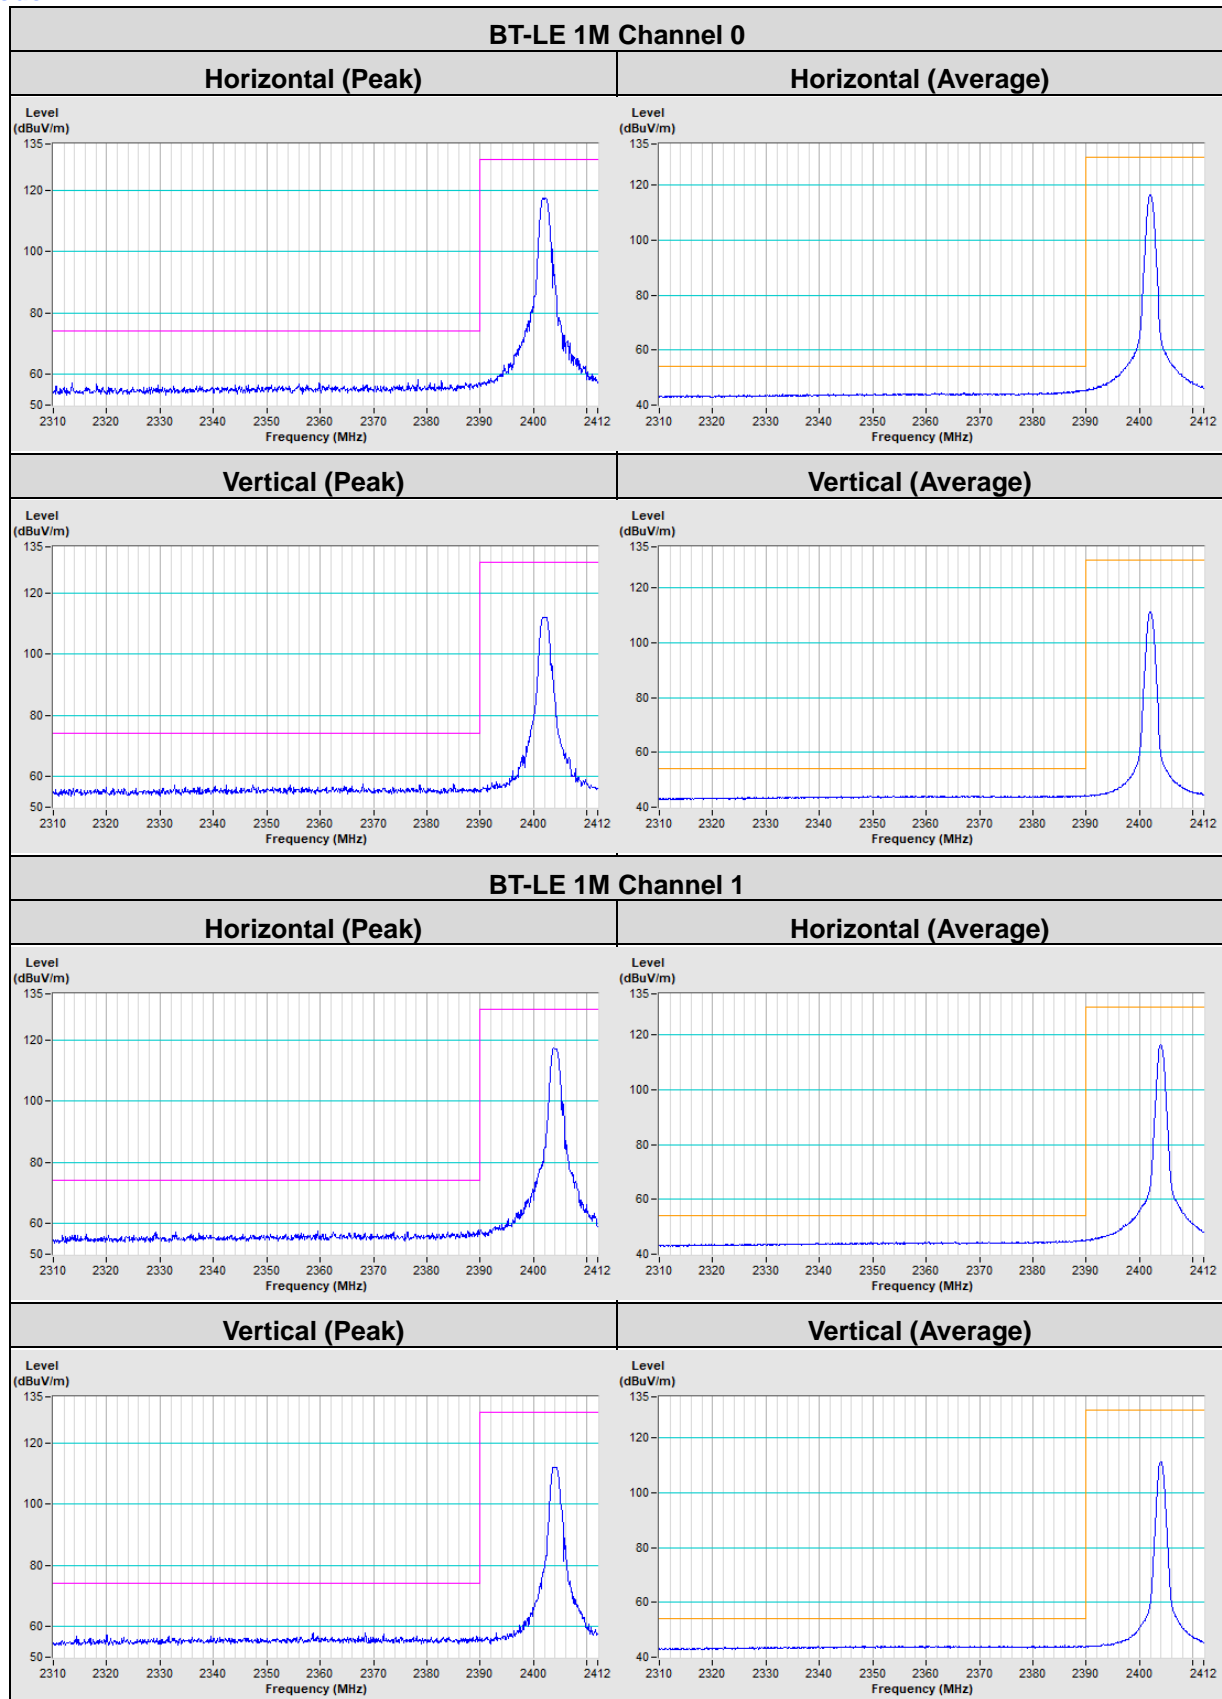 BT-LE 1M Channel 0
Horizontal (Peak) Horizontal (Average)
Level
(dBuV/m)
135
120
100
80
60
50
2310 2320 2330 2340 2350 2360 2370 2380 2390 2400 2412
Frequency (MHz)
Level
(dBuV/m)
135
120
100
80
60
40
2310 2320 2330 2340 2350 2360 2370 2380 2390 2400 2412
Frequency (MHz)
Vertical (Peak) Vertical (Average)
Level
(dBuV/m)
135
120
100
80
60
50
2310 2320 2330 2340 2350 2360 2370 2380 2390 2400 2412
Frequency (MHz)
Level
(dBuV/m)
135
120
100
80
60
40
2310 2320 2330 2340 2350 2360 2370 2380 2390 2400 2412
Frequency (MHz)
BT-LE 1M Channel 1
Horizontal (Peak) Horizontal (Average)
Level
(dBuV/m)
135
120
100
80
60
50
2310 2320 2330 2340 2350 2360 2370 2380 2390 2400 2412
Frequency (MHz)
Level
(dBuV/m)
135
120
100
80
60
40
2310 2320 2330 2340 2350 2360 2370 2380 2390 2400 2412
Frequency (MHz)
Vertical (Peak) Vertical (Average)
Level
(dBuV/m)
135
120
100
80
60
50
2310 2320 2330 2340 2350 2360 2370 2380 2390 2400 2412
Frequency (MHz)
Level
(dBuV/m)
135
120
100
80
60
40
2310 2320 2330 2340 2350 2360 2370 2380 2390 2400 2412
Frequency (MHz)